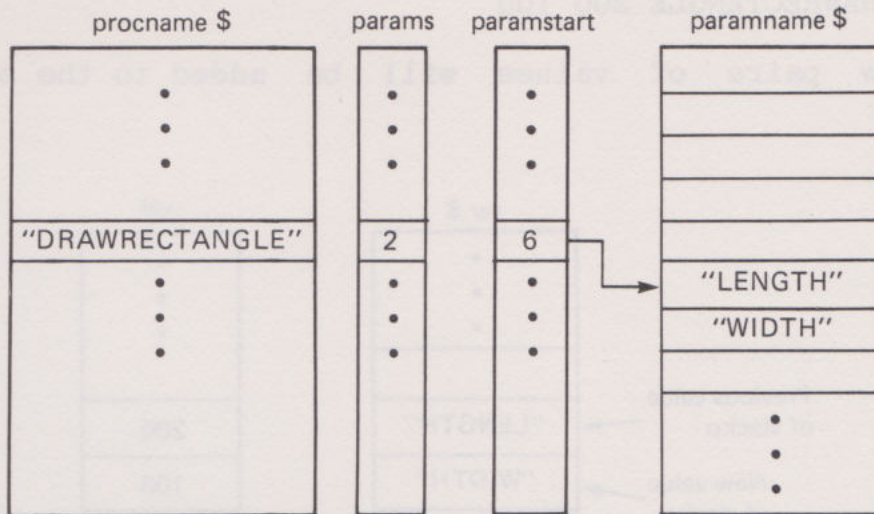 procname $ params paramstart paramname $
"DRAWRECTANGLE" 2 6
"LENGTH"
"WIDTH"